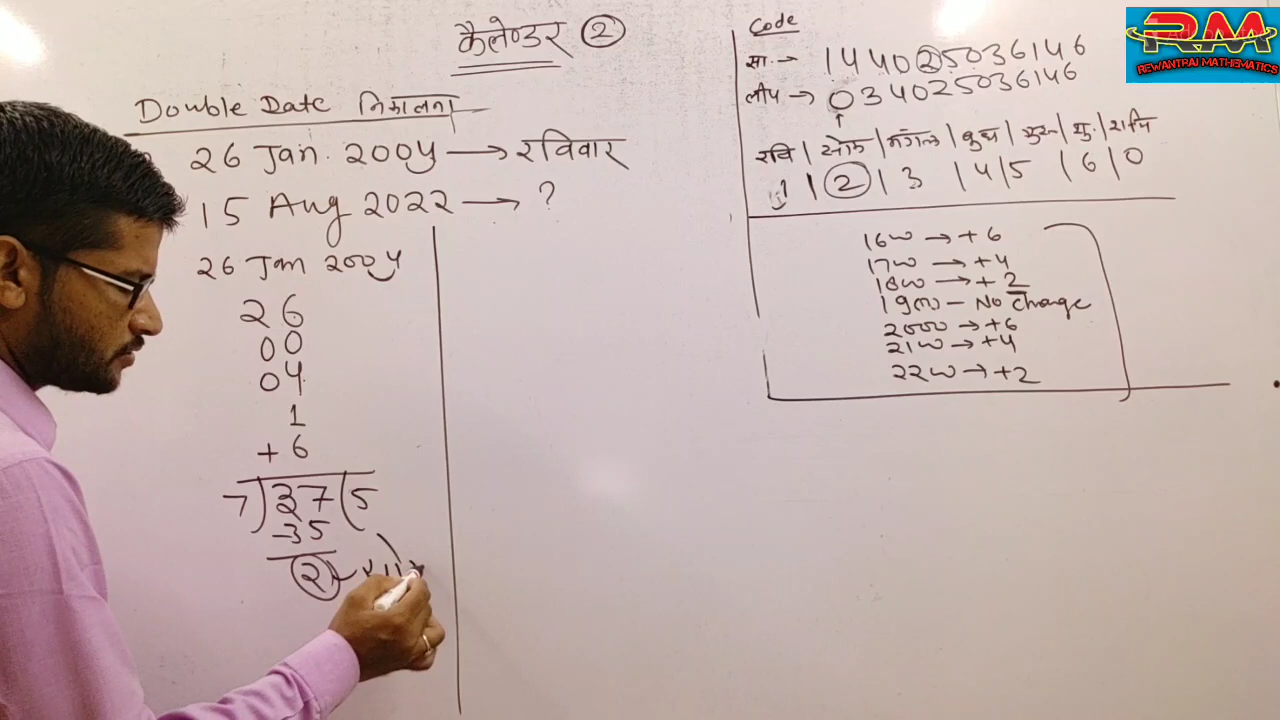 कैलेण्डर ②
Double Date निकालना
26 Jan. 2004 → रविवार
15 Aug 2022 → ?
26 Jan 2004
26
00
04
1
+ 6
7) 37 (5
-35
②
Code
सा. → 144025036146
लीप → 034025036146
रवि | सोम | मंगल | बुध | गुरु | शु. | शनि
1 | ② | 3 | 4 | 5 | 6 | 0
1600 → +6
1700 → +4
1800 → +2
1900 — No change
2000 → +6
2100 → +4
2200 → +2
RM
REWANTRAJ MATHEMATICS